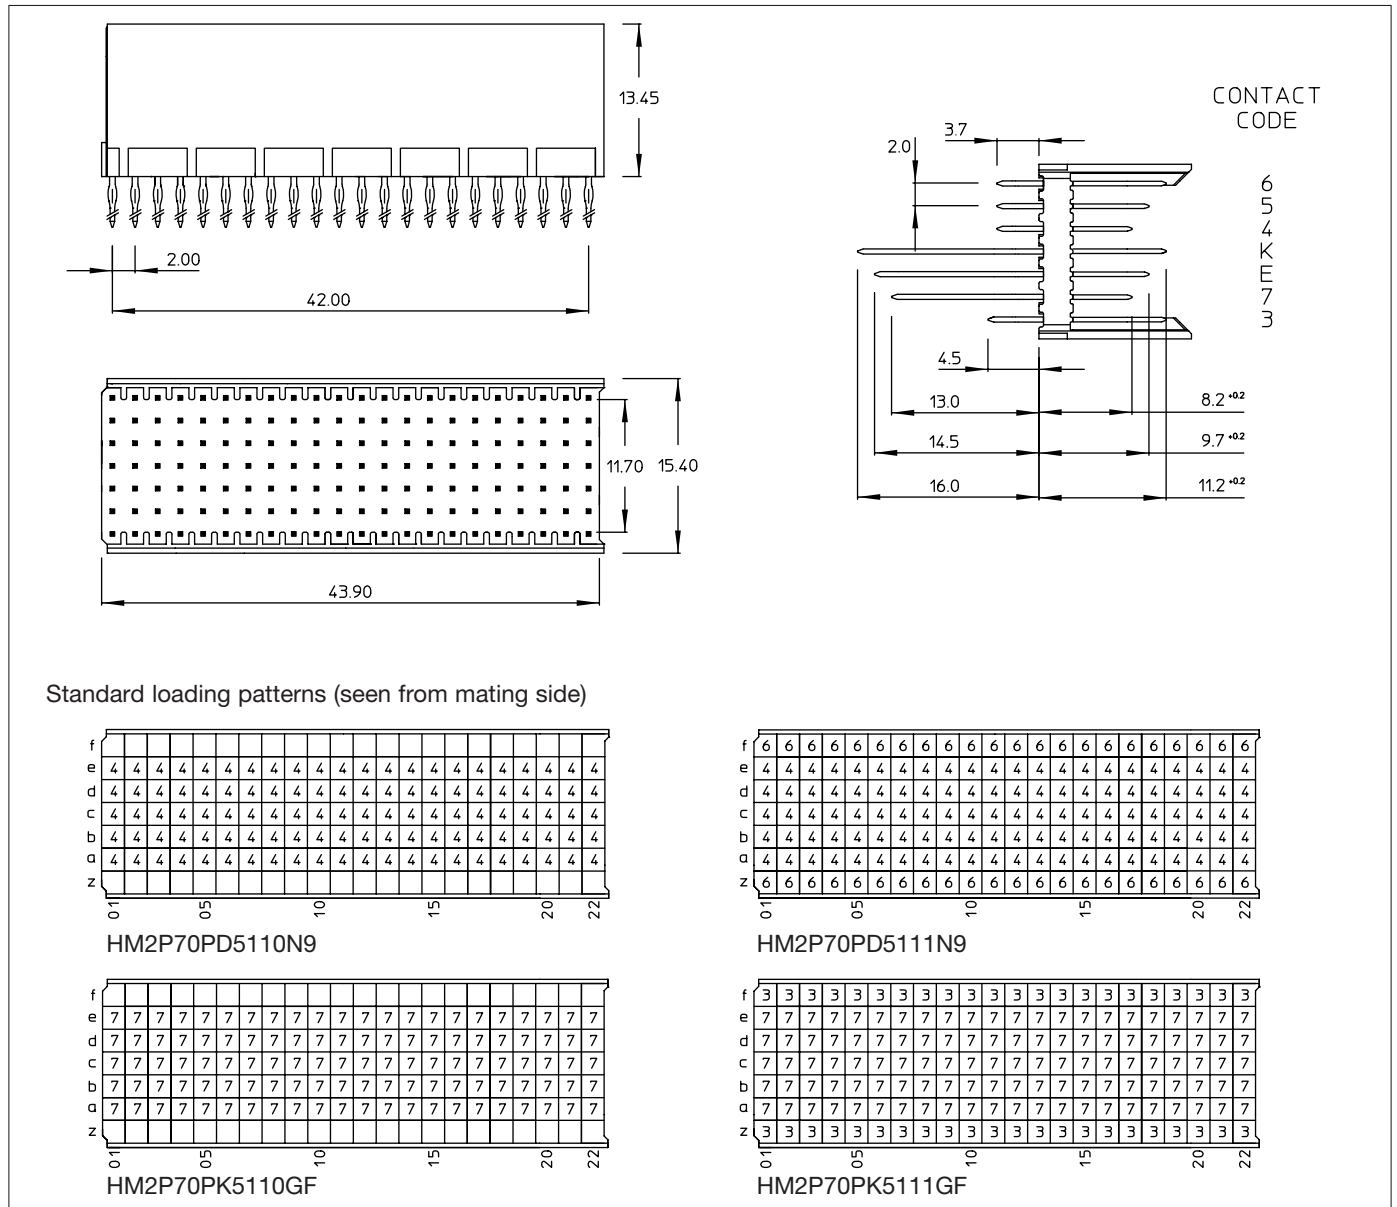 13.45
2.00
42.00
11.70
15.40
43.90
CONTACT
CODE
3.7
2.0
6
5
4
K
E
7
3
4.5
13.0
8.2 +0.2
14.5
9.7 +0.2
16.0
11.2 +0.2
Standard loading patterns (seen from mating side)
f
e 4 4 4 4 4 4 4 4 4 4 4 4 4 4 4 4 4 4 4 4 4 4
d 4 4 4 4 4 4 4 4 4 4 4 4 4 4 4 4 4 4 4 4 4 4
c 4 4 4 4 4 4 4 4 4 4 4 4 4 4 4 4 4 4 4 4 4 4
b 4 4 4 4 4 4 4 4 4 4 4 4 4 4 4 4 4 4 4 4 4 4
a 4 4 4 4 4 4 4 4 4 4 4 4 4 4 4 4 4 4 4 4 4 4
z
01 05 10 15 20 22
HM2P70PD5110N9
f 6 6 6 6 6 6 6 6 6 6 6 6 6 6 6 6 6 6 6 6 6 6
e 4 4 4 4 4 4 4 4 4 4 4 4 4 4 4 4 4 4 4 4 4 4
d 4 4 4 4 4 4 4 4 4 4 4 4 4 4 4 4 4 4 4 4 4 4
c 4 4 4 4 4 4 4 4 4 4 4 4 4 4 4 4 4 4 4 4 4 4
b 4 4 4 4 4 4 4 4 4 4 4 4 4 4 4 4 4 4 4 4 4 4
a 4 4 4 4 4 4 4 4 4 4 4 4 4 4 4 4 4 4 4 4 4 4
z 6 6 6 6 6 6 6 6 6 6 6 6 6 6 6 6 6 6 6 6 6 6
01 05 10 15 20 22
HM2P70PD5111N9
f
e 7 7 7 7 7 7 7 7 7 7 7 7 7 7 7 7 7 7 7 7 7 7
d 7 7 7 7 7 7 7 7 7 7 7 7 7 7 7 7 7 7 7 7 7 7
c 7 7 7 7 7 7 7 7 7 7 7 7 7 7 7 7 7 7 7 7 7 7
b 7 7 7 7 7 7 7 7 7 7 7 7 7 7 7 7 7 7 7 7 7 7
a 7 7 7 7 7 7 7 7 7 7 7 7 7 7 7 7 7 7 7 7 7 7
z
01 05 10 15 20 22
HM2P70PK5110GF
f 3 3 3 3 3 3 3 3 3 3 3 3 3 3 3 3 3 3 3 3 3 3
e 7 7 7 7 7 7 7 7 7 7 7 7 7 7 7 7 7 7 7 7 7 7
d 7 7 7 7 7 7 7 7 7 7 7 7 7 7 7 7 7 7 7 7 7 7
c 7 7 7 7 7 7 7 7 7 7 7 7 7 7 7 7 7 7 7 7 7 7
b 7 7 7 7 7 7 7 7 7 7 7 7 7 7 7 7 7 7 7 7 7 7
a 7 7 7 7 7 7 7 7 7 7 7 7 7 7 7 7 7 7 7 7 7 7
z 3 3 3 3 3 3 3 3 3 3 3 3 3 3 3 3 3 3 3 3 3 3
01 05 10 15 20 22
HM2P70PK5111GF